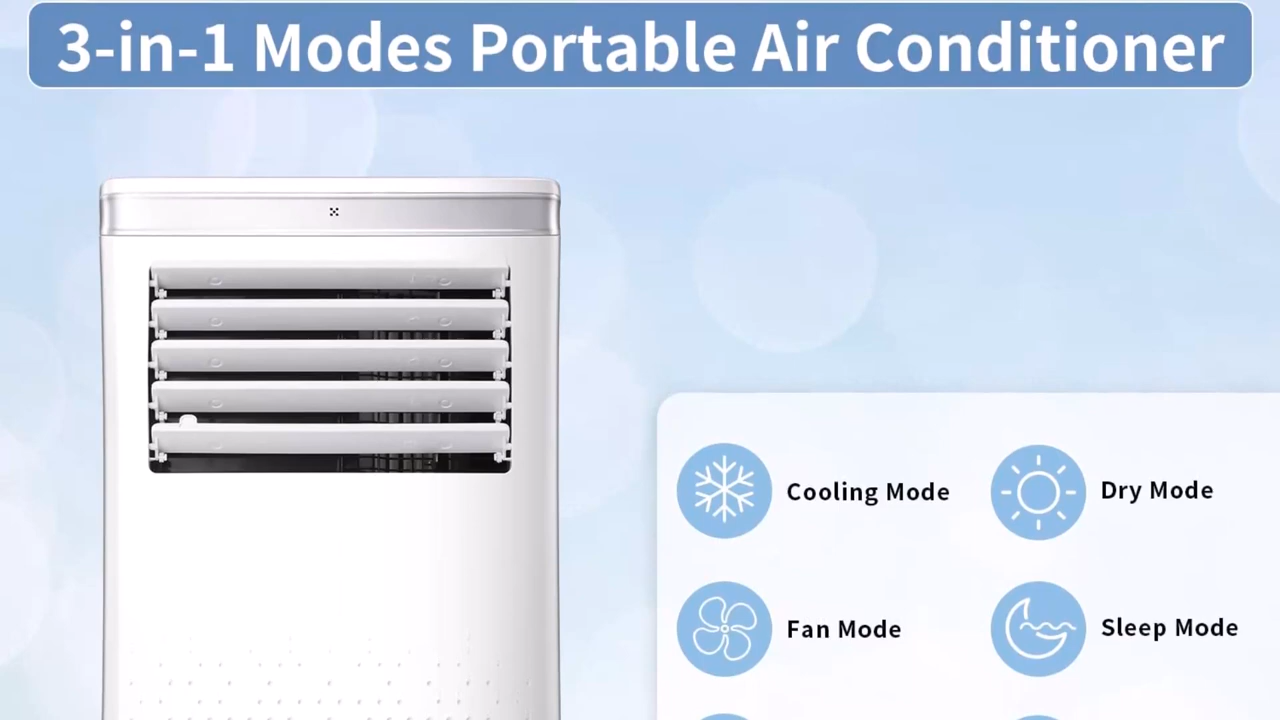 3-in-1 Modes Portable Air Conditioner
Cooling Mode
Dry Mode
Fan Mode
Sleep Mode